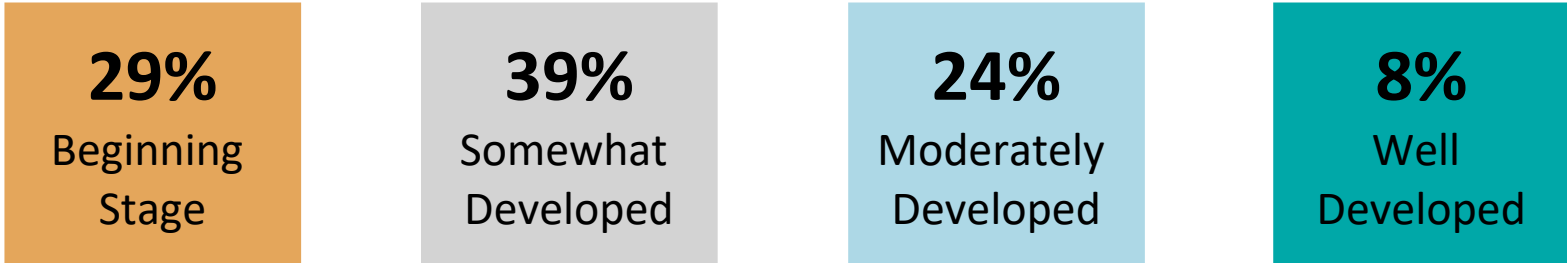 29%
Beginning
Stage
39%
Somewhat
Developed
24%
Moderately
Developed
8%
Well
Developed